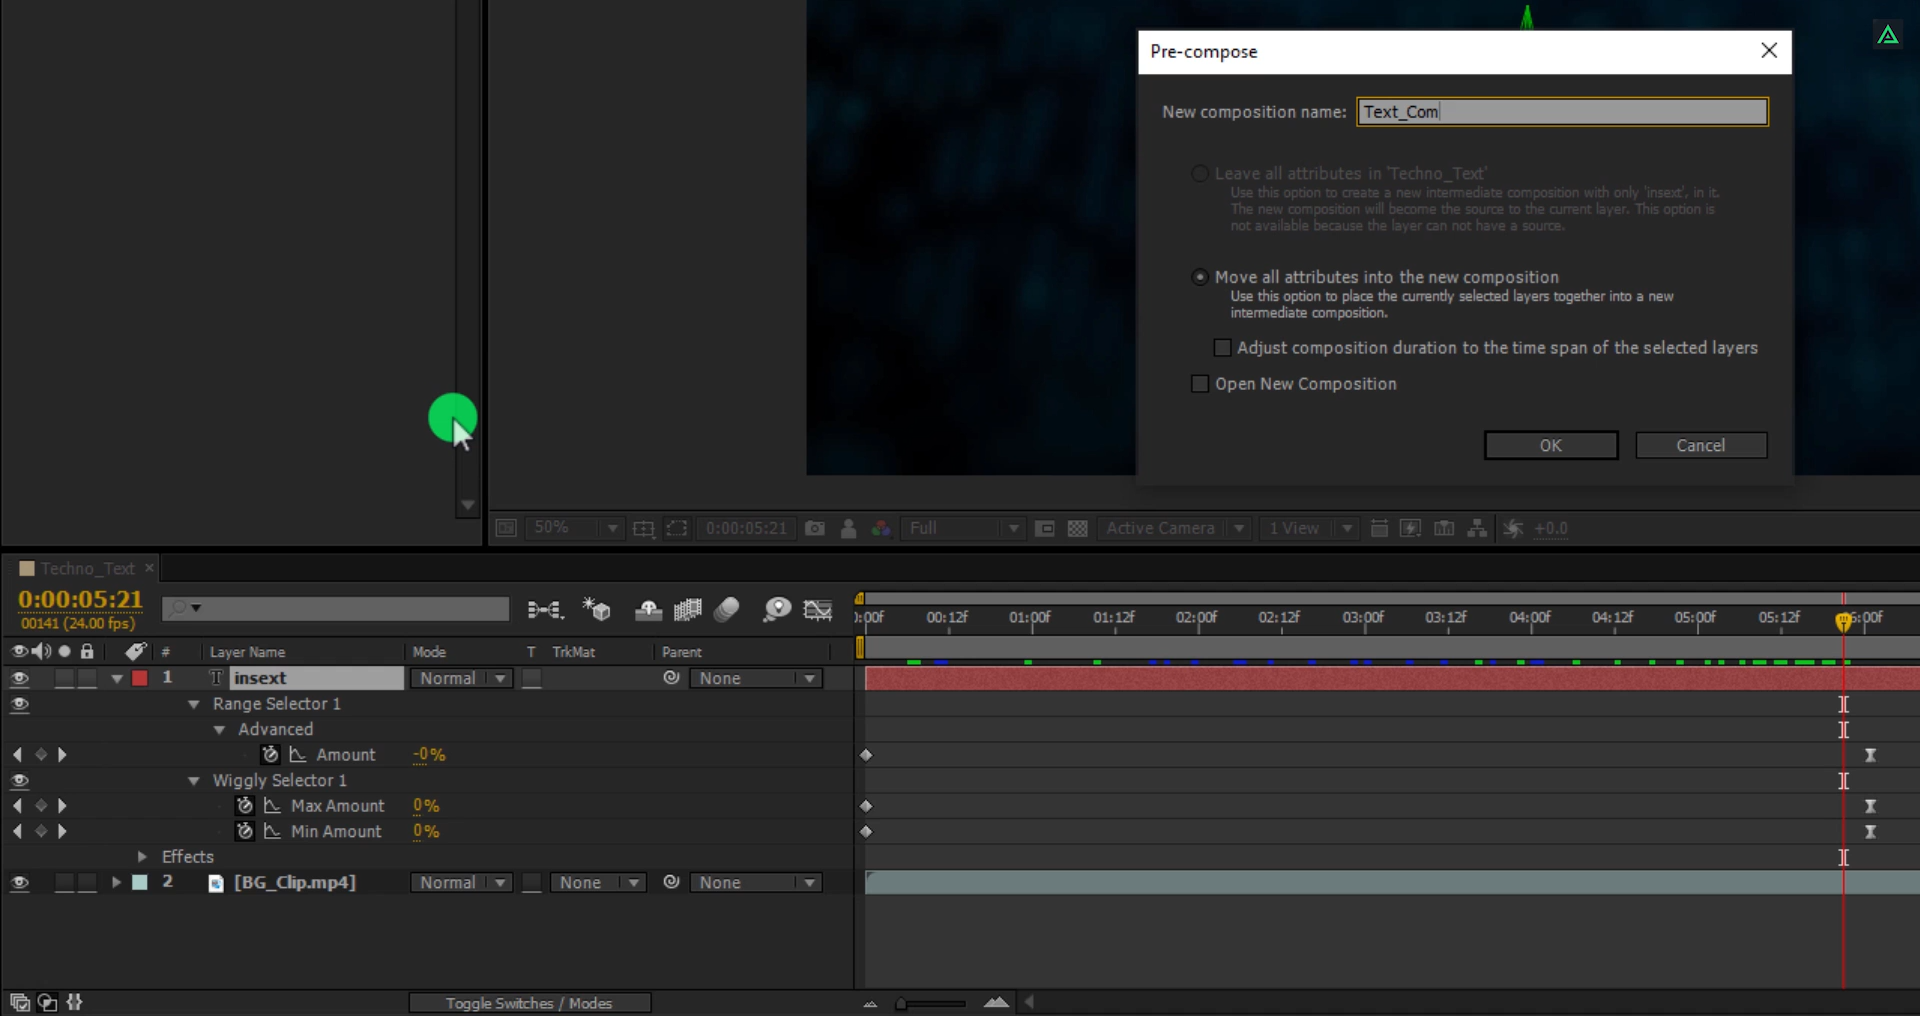 Pre-compose
New composition name: Text_Com
Leave all attributes in 'Techno_Text'
Use this option to create a new intermediate composition with only 'insext', in it.
The new composition will become the source to the current layer. This option is
not available because the layer can not have a source.
Move all attributes into the new composition
Use this option to place the currently selected layers together into a new
intermediate composition.
Adjust composition duration to the time span of the selected layers
Open New Composition
OK Cancel
50% 0:00:05:21 Full Active Camera 1 View +0.0
Techno_Text
0:00:05:21
00141 (24.00 fps)
):00f 00:12f 01:00f 01:12f 02:00f 02:12f 03:00f 03:12f 04:00f 04:12f 05:00f 05:12f 06:00f
# Layer Name Mode T TrkMat Parent
1 T insext Normal None
Range Selector 1
Advanced
Amount -0%
Wiggly Selector 1
Max Amount 0%
Min Amount 0%
Effects
2 [BG_Clip.mp4] Normal None None
Toggle Switches / Modes